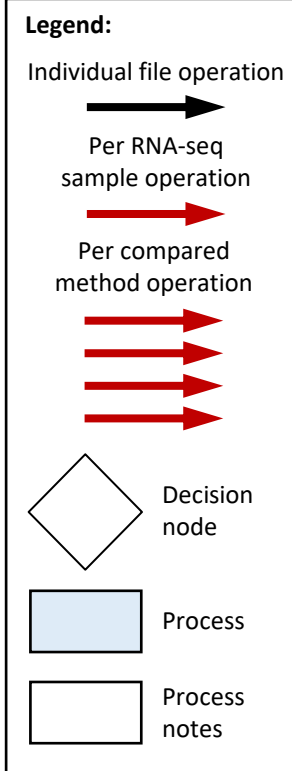 Legend:
Individual file operation
Per RNA-seq
sample operation
Per compared
method operation
Decision
node
Process
Process
notes